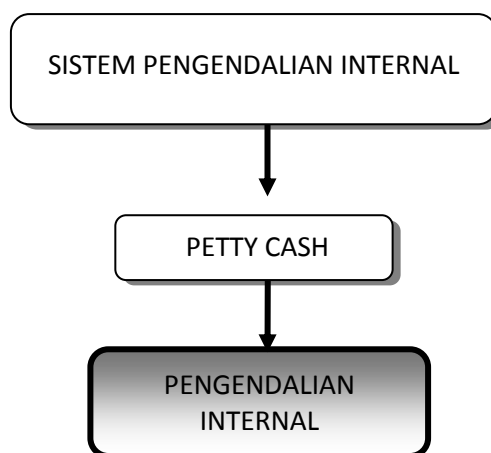 SISTEM PENGENDALIAN INTERNAL
PETTY CASH
PENGENDALIAN
INTERNAL